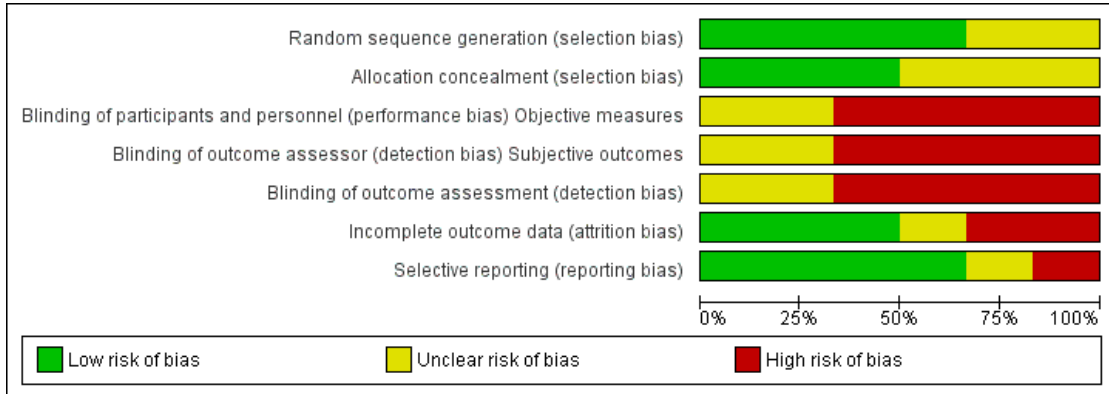 Random sequence generation (selection bias)
Allocation concealment (selection bias)
Blinding of participants and personnel (performance bias) Objective measures
Blinding of outcome assessor (detection bias) Subjective outcomes
Blinding of outcome assessment (detection bias)
Incomplete outcome data (attrition bias)
Selective reporting (reporting bias)
0% 25% 50% 75% 100%
Low risk of bias Unclear risk of bias High risk of bias